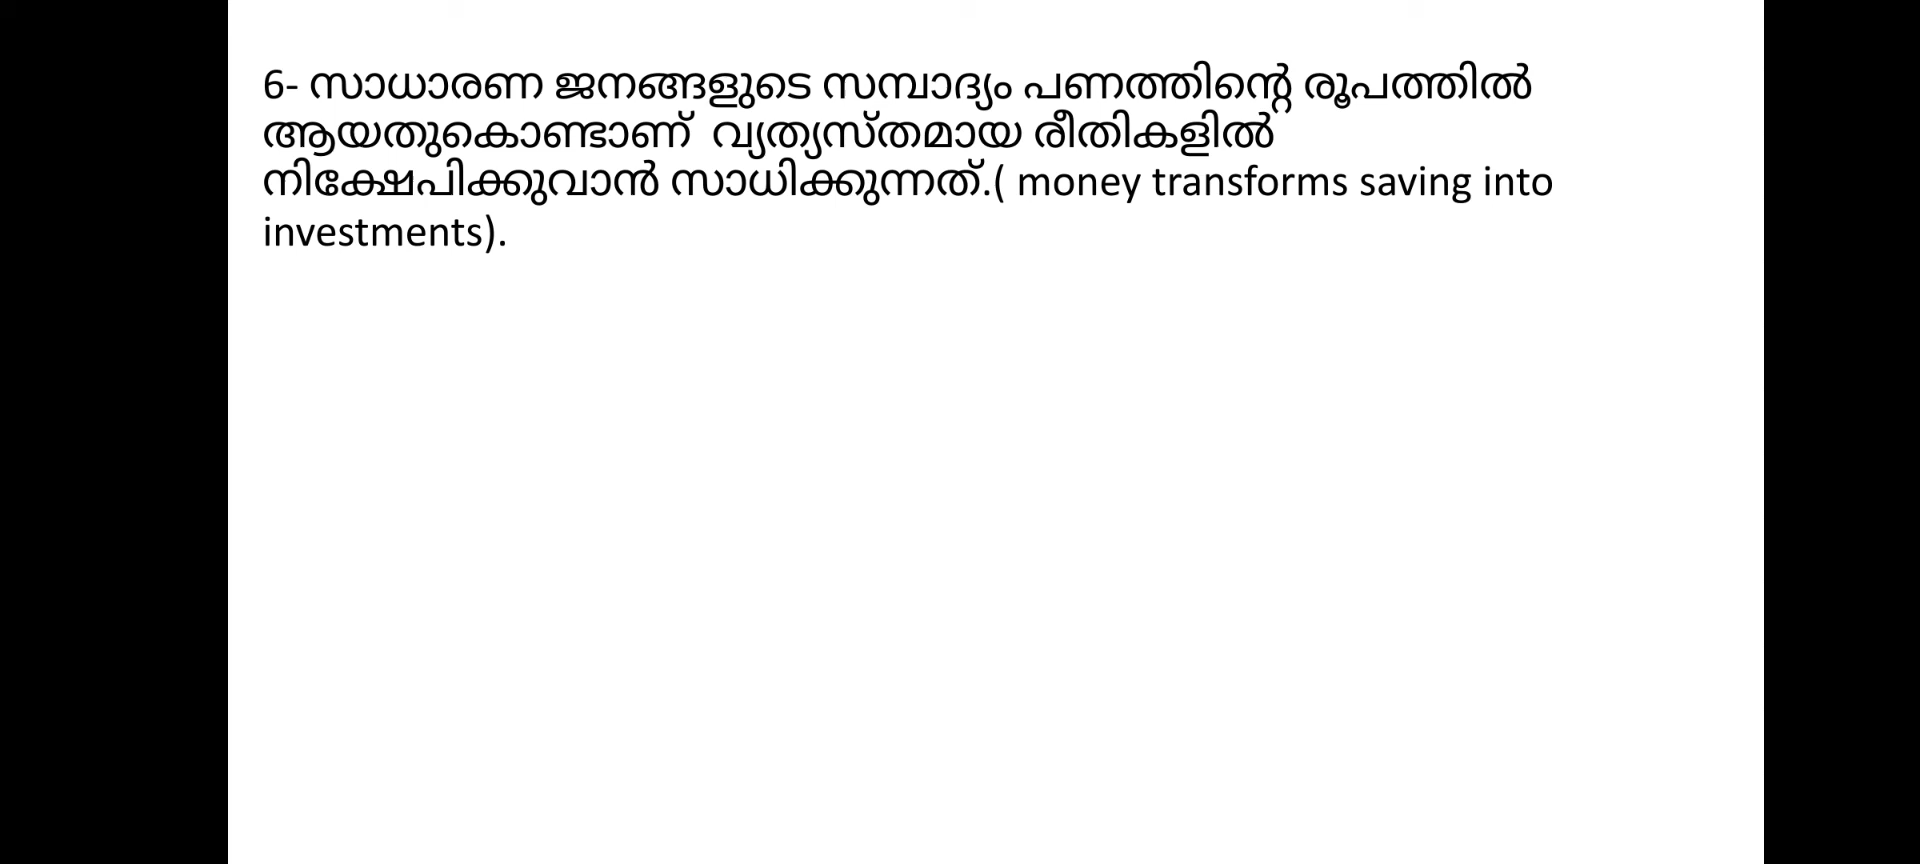 6- സാധാരണ ജനങ്ങളുടെ സമ്പാദ്യം പണത്തിന്റെ രൂപത്തിൽ
ആയതുകൊണ്ടാണ്  വ്യത്യസ്തമായ രീതികളിൽ
നിക്ഷേപിക്കുവാൻ സാധിക്കുന്നത്.( money transforms saving into
investments).